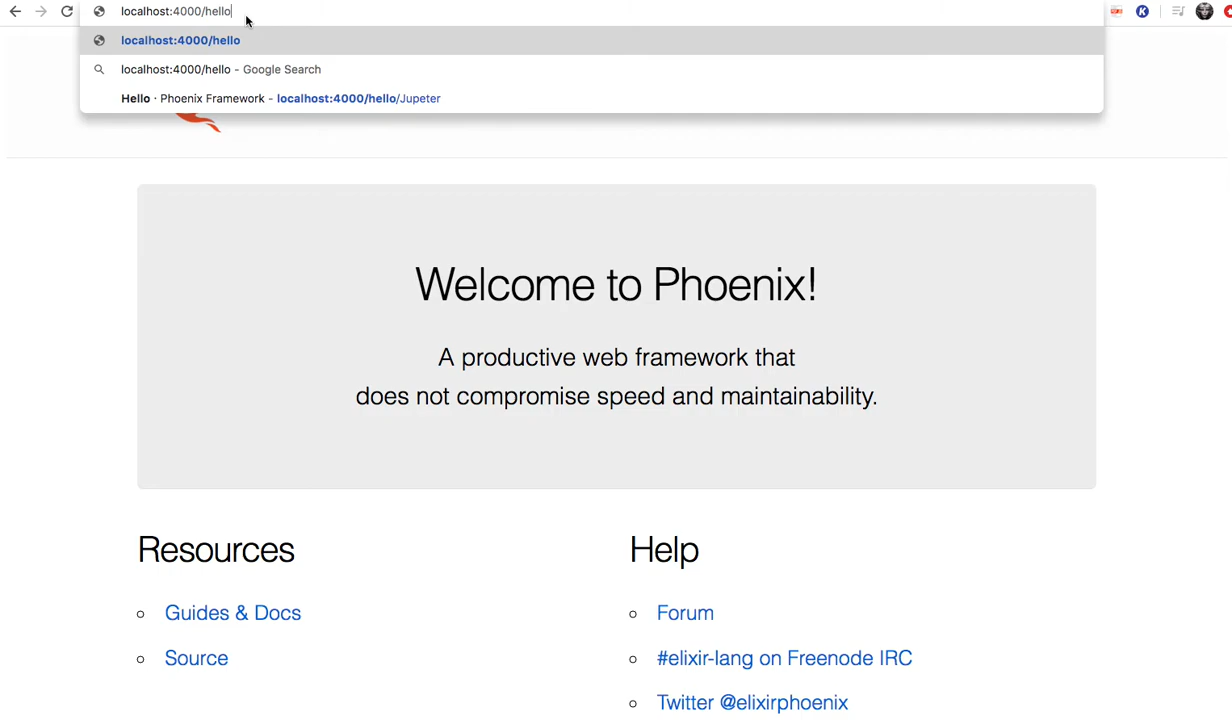 localhost:4000/hello
localhost:4000/hello
localhost:4000/hello - Google Search
Hello · Phoenix Framework - localhost:4000/hello/Jupeter
Welcome to Phoenix!
A productive web framework that
does not compromise speed and maintainability.
Resources
Guides & Docs
Source
Help
Forum
#elixir-lang on Freenode IRC
Twitter @elixirphoenix